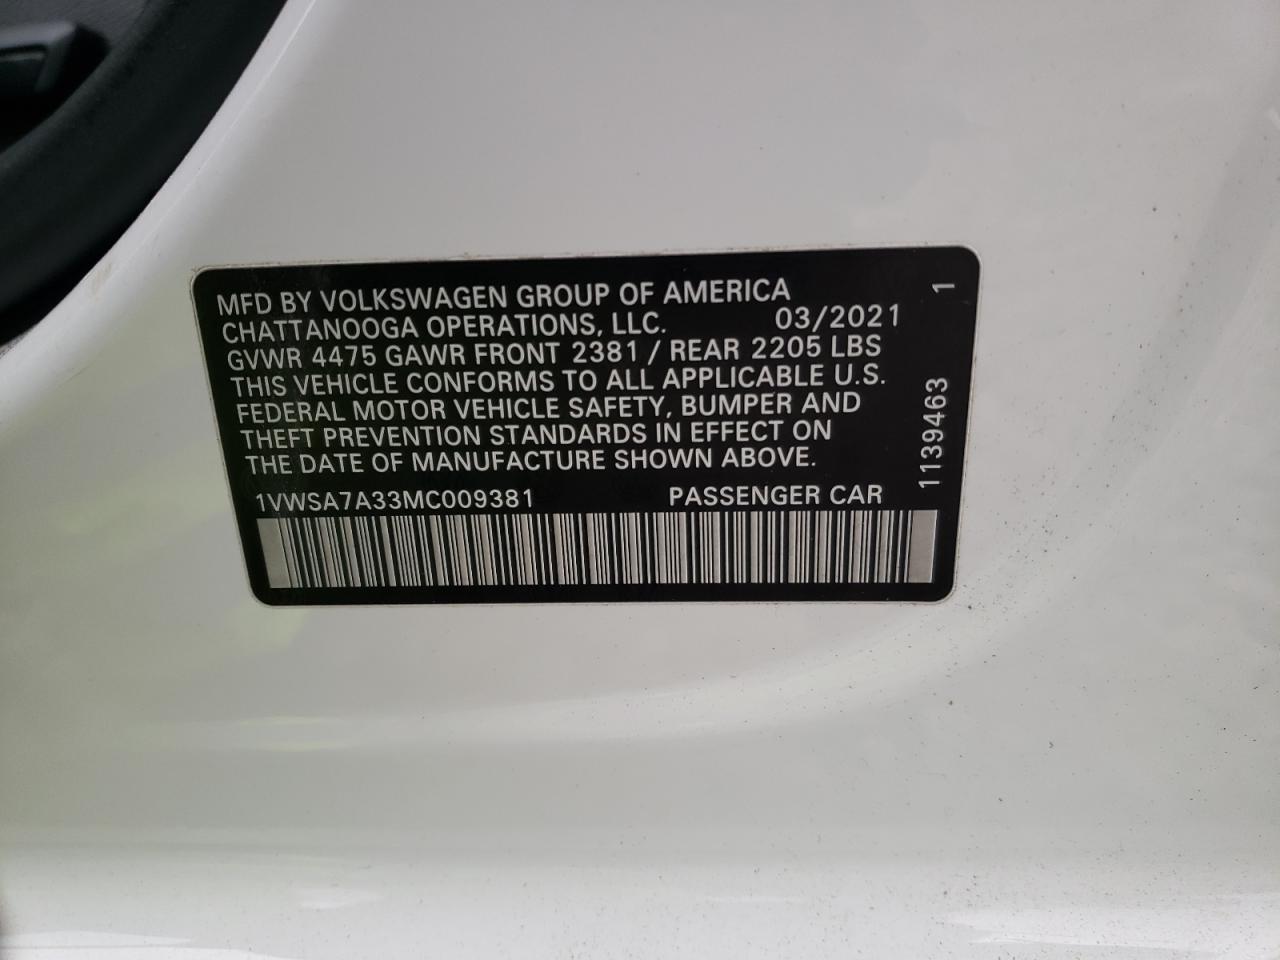 MFD BY VOLKSWAGEN GROUP OF AMERICA
CHATTANOOGA OPERATIONS, LLC. 03/2021
GVWR 4475 GAWR FRONT 2381 / REAR 2205 LBS
THIS VEHICLE CONFORMS TO ALL APPLICABLE U.S.
FEDERAL MOTOR VEHICLE SAFETY, BUMPER AND
THEFT PREVENTION STANDARDS IN EFFECT ON
THE DATE OF MANUFACTURE SHOWN ABOVE.
1VWSA7A33MC009381 PASSENGER CAR
1139463 1